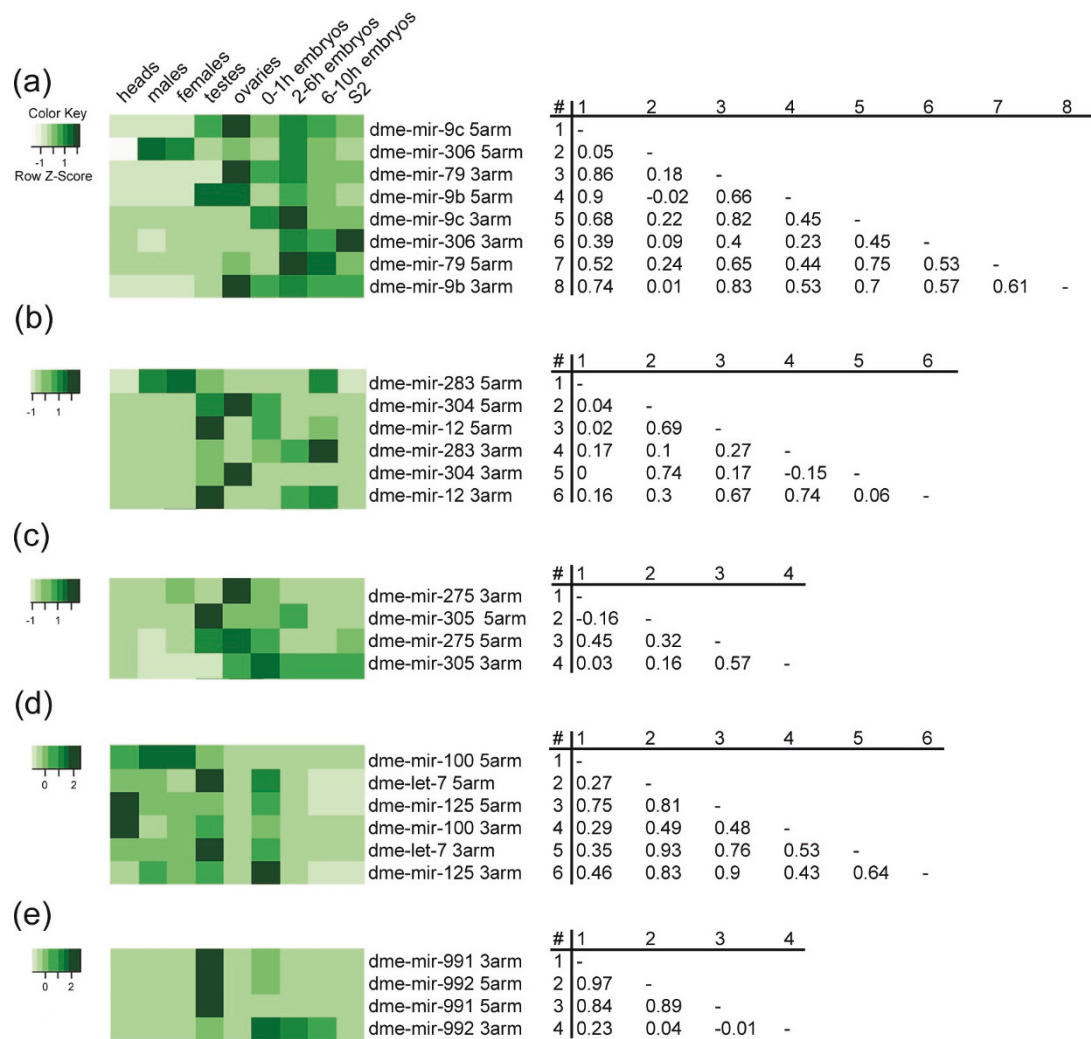 heads males females testes ovaries 0-1h embryos 2-6h embryos 6-10h embryos S2
(a)
Color Key
-1 1
Row Z-Score
# 1 2 3 4 5 6 7 8
dme-mir-9c 5arm 1 -
dme-mir-306 5arm 2 0.05 -
dme-mir-79 3arm 3 0.86 0.18 -
dme-mir-9b 5arm 4 0.9 -0.02 0.66 -
dme-mir-9c 3arm 5 0.68 0.22 0.82 0.45 -
dme-mir-306 3arm 6 0.39 0.09 0.4 0.23 0.45 -
dme-mir-79 5arm 7 0.52 0.24 0.65 0.44 0.75 0.53 -
dme-mir-9b 3arm 8 0.74 0.01 0.83 0.53 0.7 0.57 0.61 -
(b)
-1 1
# 1 2 3 4 5 6
dme-mir-283 5arm 1 -
dme-mir-304 5arm 2 0.04 -
dme-mir-12 5arm 3 0.02 0.69 -
dme-mir-283 3arm 4 0.17 0.1 0.27 -
dme-mir-304 3arm 5 0 0.74 0.17 -0.15 -
dme-mir-12 3arm 6 0.16 0.3 0.67 0.74 0.06 -
(c)
-1 1
# 1 2 3 4
dme-mir-275 3arm 1 -
dme-mir-305 5arm 2 -0.16 -
dme-mir-275 5arm 3 0.45 0.32 -
dme-mir-305 3arm 4 0.03 0.16 0.57 -
(d)
0 2
# 1 2 3 4 5 6
dme-mir-100 5arm 1 -
dme-let-7 5arm 2 0.27 -
dme-mir-125 5arm 3 0.75 0.81 -
dme-mir-100 3arm 4 0.29 0.49 0.48 -
dme-let-7 3arm 5 0.35 0.93 0.76 0.53 -
dme-mir-125 3arm 6 0.46 0.83 0.9 0.43 0.64 -
(e)
0 2
# 1 2 3 4
dme-mir-991 3arm 1 -
dme-mir-992 5arm 2 0.97 -
dme-mir-991 5arm 3 0.84 0.89 -
dme-mir-992 3arm 4 0.23 0.04 -0.01 -